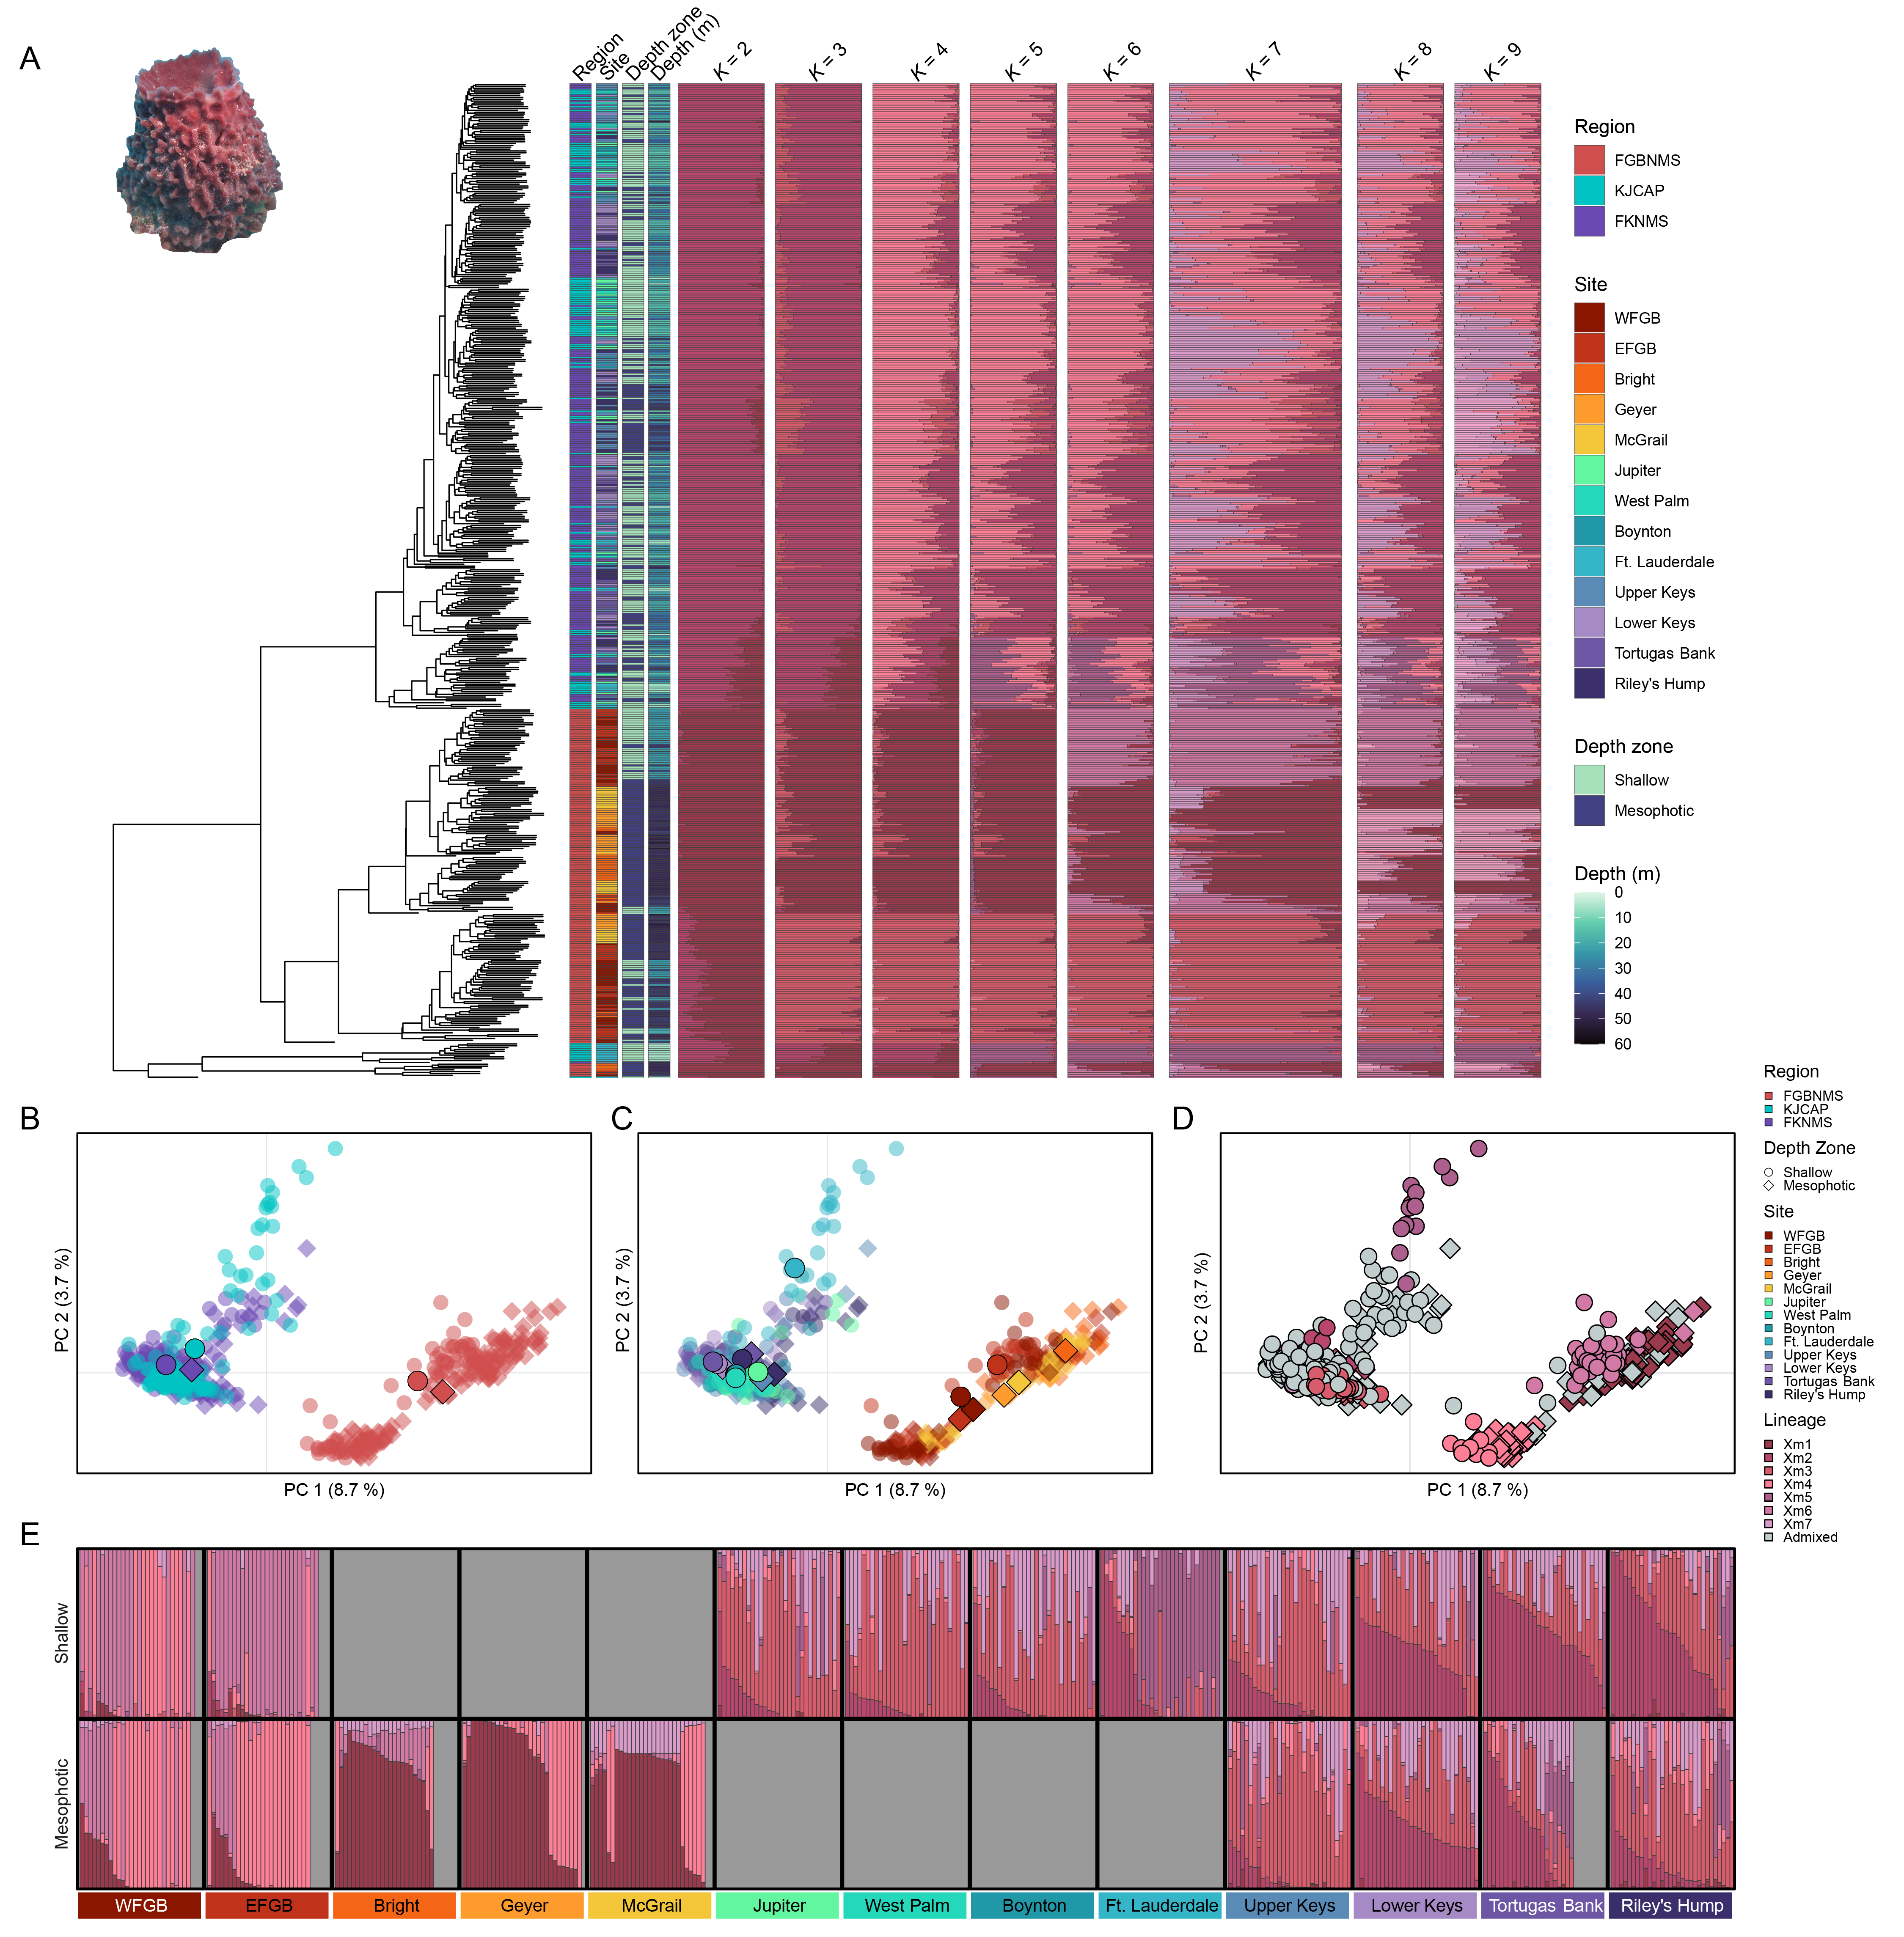 A
Region
Site
Depth zone
Depth (m)
K = 2
K = 3
K = 4
K = 5
K = 6
K = 7
K = 8
K = 9
Region
FGBNMS
KJCAP
FKNMS
Site
WFGB
EFGB
Bright
Geyer
McGrail
Jupiter
West Palm
Boynton
Ft. Lauderdale
Upper Keys
Lower Keys
Tortugas Bank
Riley's Hump
Depth zone
Shallow
Mesophotic
Depth (m)
0
10
20
30
40
50
60
B
PC 2 (3.7 %)
PC 1 (8.7 %)
C
PC 2 (3.7 %)
PC 1 (8.7 %)
D
PC 2 (3.7 %)
PC 1 (8.7 %)
Region
FGBNMS
KJCAP
FKNMS
Depth Zone
Shallow
Mesophotic
Site
WFGB
EFGB
Bright
Geyer
McGrail
Jupiter
West Palm
Boynton
Ft. Lauderdale
Upper Keys
Lower Keys
Tortugas Bank
Riley's Hump
Lineage
Xm1
Xm2
Xm3
Xm4
Xm5
Xm6
Xm7
Admixed
E
Shallow
Mesophotic
WFGB
EFGB
Bright
Geyer
McGrail
Jupiter
West Palm
Boynton
Ft. Lauderdale
Upper Keys
Lower Keys
Tortugas Bank
Riley's Hump